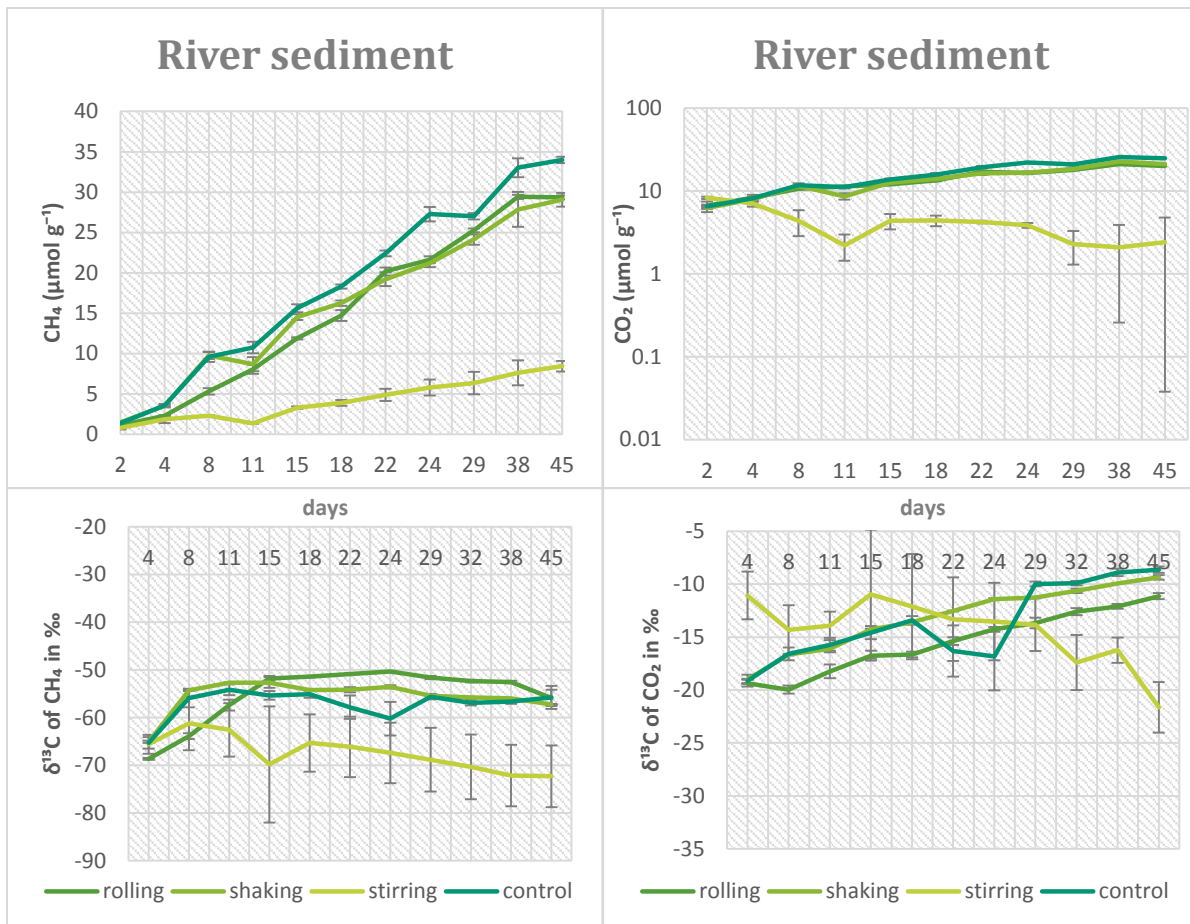 River sediment
CH₄ (µmol g⁻¹)
40
35
30
25
20
15
10
5
0
2 4 8 11 15 18 22 24 29 38 45
days
River sediment
CO₂ (µmol g⁻¹)
100
10
1
0.1
0.01
2 4 8 11 15 18 22 24 29 38 45
days
δ¹³C of CH₄ in ‰
-20
-30
-40
-50
-60
-70
-80
-90
4 8 11 15 18 22 24 29 32 38 45
rolling shaking stirring control
δ¹³C of CO₂ in ‰
-5
-10
-15
-20
-25
-30
-35
4 8 11 15 18 22 24 29 32 38 45
rolling shaking stirring control